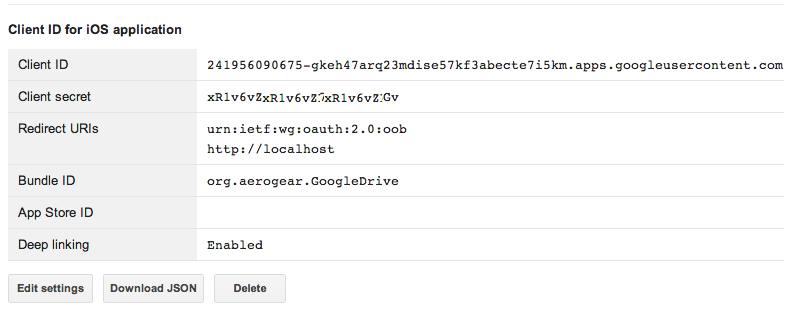 Client ID for iOS application
Client ID 241956090675-gkeh47arq23mdise57kf3abecte7i5km.apps.googleusercontent.com
Client secret
Redirect URIs urn:ietf:wg:oauth:2.0:oob
http://localhost
Bundle ID org.aerogear.GoogleDrive
App Store ID
Deep linking Enabled
Edit settings Download JSON Delete